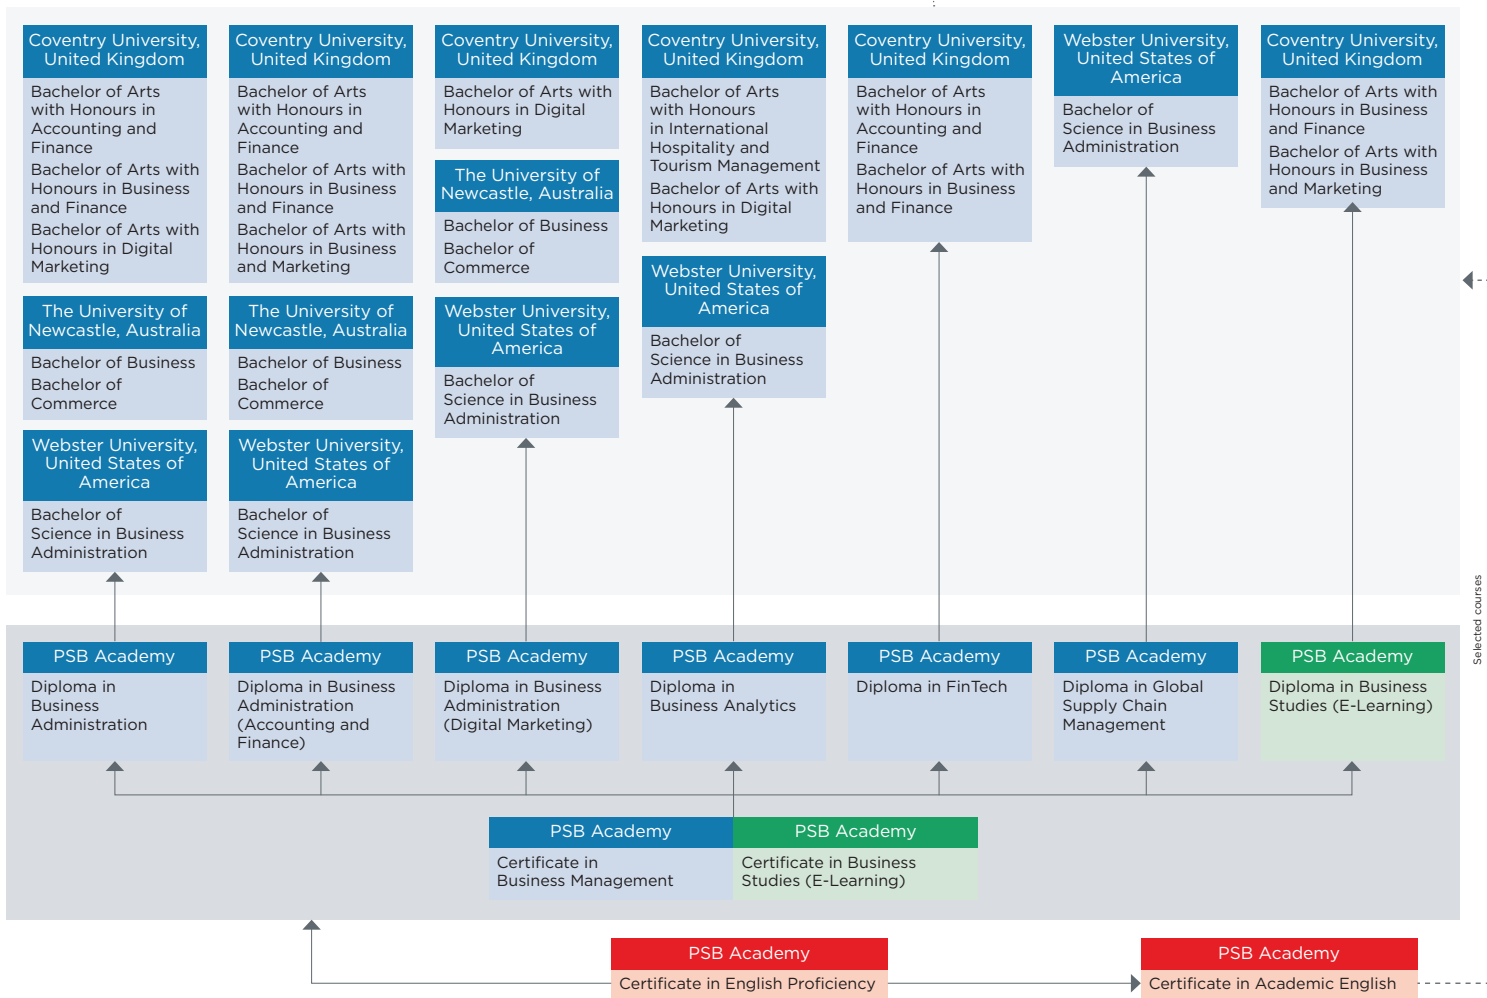 Coventry University,
United Kingdom
Bachelor of Arts
with Honours in
Accounting and
Finance
Bachelor of Arts with
Honours in Business
and Finance
Bachelor of Arts with
Honours in Digital
Marketing
The University of
Newcastle, Australia
Bachelor of Business
Bachelor of
Commerce
Webster University,
United States of
America
Bachelor of
Science in Business
Administration
Coventry University,
United Kingdom
Bachelor of Arts
with Honours in
Accounting and
Finance
Bachelor of Arts with
Honours in Business
and Finance
Bachelor of Arts with
Honours in Business
and Marketing
The University of
Newcastle, Australia
Bachelor of Business
Bachelor of
Commerce
Webster University,
United States of
America
Bachelor of
Science in Business
Administration
Coventry University,
United Kingdom
Bachelor of Arts with
Honours in Digital
Marketing
The University of
Newcastle, Australia
Bachelor of Business
Bachelor of
Commerce
Webster University,
United States of
America
Bachelor of
Science in Business
Administration
Coventry University,
United Kingdom
Bachelor of Arts
with Honours
in International
Hospitality and
Tourism Management
Bachelor of Arts with
Honours in Digital
Marketing
Webster University,
United States of
America
Bachelor of
Science in Business
Administration
Coventry University,
United Kingdom
Bachelor of Arts
with Honours in
Accounting and
Finance
Bachelor of Arts with
Honours in Business
and Finance
Webster University,
United States of
America
Bachelor of
Science in Business
Administration
Coventry University,
United Kingdom
Bachelor of Arts with
Honours in Business
and Finance
Bachelor of Arts with
Honours in Business
and Marketing
Selected courses
PSB Academy
Diploma in
Business
Administration
PSB Academy
Diploma in Business
Administration
(Accounting and
Finance)
PSB Academy
Diploma in Business
Administration
(Digital Marketing)
PSB Academy
Diploma in
Business Analytics
PSB Academy
Diploma in FinTech
PSB Academy
Diploma in Global
Supply Chain
Management
PSB Academy
Diploma in Business
Studies (E-Learning)
PSB Academy
Certificate in
Business Management
PSB Academy
Certificate in Business
Studies (E-Learning)
PSB Academy
Certificate in English Proficiency
PSB Academy
Certificate in Academic English